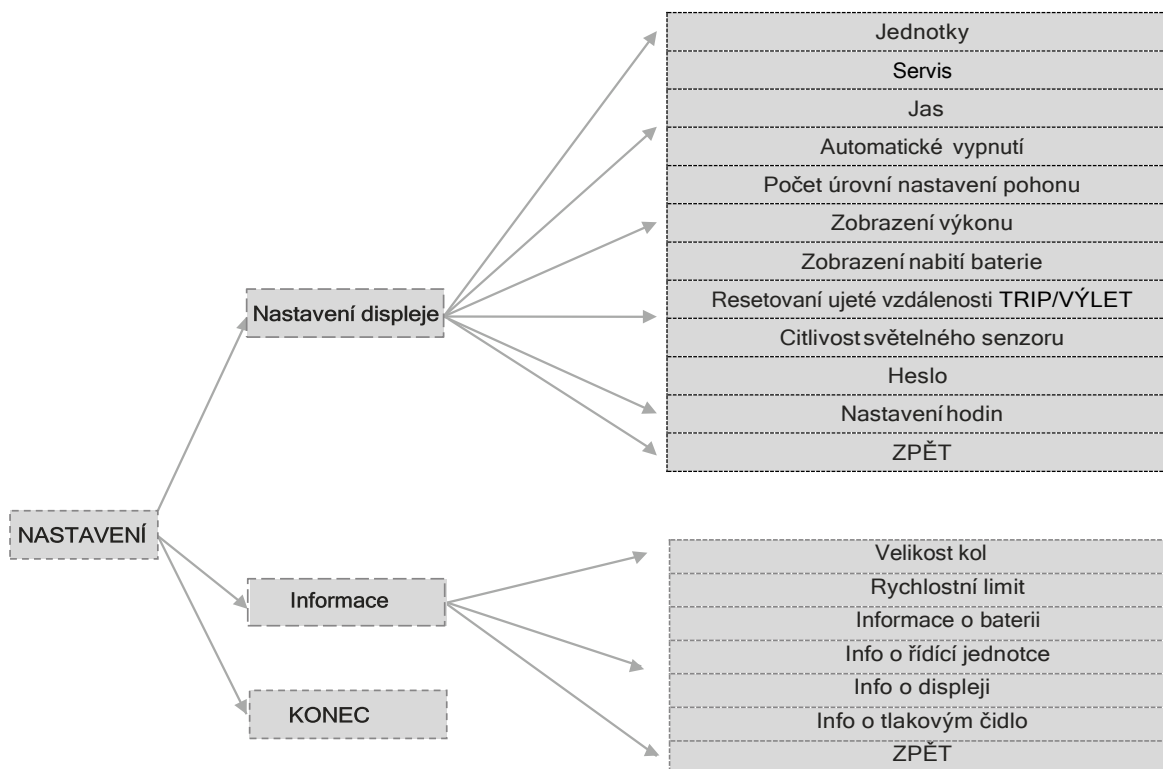 Jednotky
Servis
Jas
Automatické vypnutí
Počet úrovní nastavení pohonu
Zobrazení výkonu
Zobrazení nabití baterie
Resetovaní ujeté vzdálenosti TRIP/VÝLET
Citlivost světelného senzoru
Heslo
Nastavení hodin
ZPĚT
Nastavení displeje
NASTAVENÍ
Informace
KONEC
Velikost kol
Rychlostní limit
Informace o baterii
Info o řídící jednotce
Info o displeji
Info o tlakovým čidlo
ZPĚT